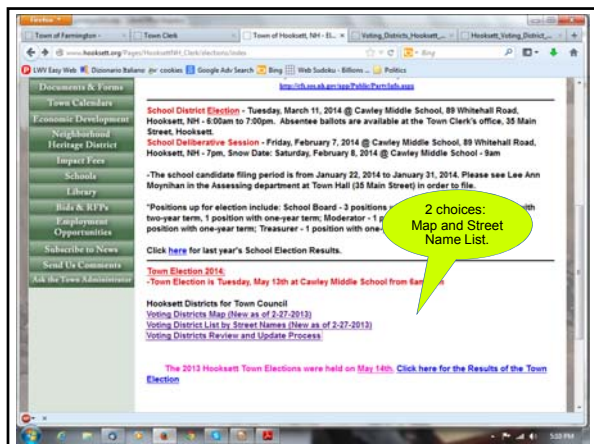 Firefox
Town of Farmington -
Town Clerk
Town of Hooksett, NH - El...
Voting_Districts_Hooksett_...
Hooksett_Voting_District_...
www.hooksett.org/Pages/HooksettNH_Clerk/elections/index
Bing
LWV Easy Web
Dizionario Italiano
cookies
Google Adv Search
Bing
Web Sudoku - Billions ...
Politics
Documents & Forms
Town Calendars
Economic Development
Neighborhood
Heritage District
Impact Fees
Schools
Library
Bids & RFPs
Employment
Opportunities
Subscribe to News
Send Us Comments
Ask the Town Administrator
School District Election - Tuesday, March 11, 2014 @ Cawley Middle School, 89 Whitehall Road,
Hooksett, NH - 6:00am to 7:00pm. Absentee ballots are available at the Town Clerk's office, 35 Main
Street, Hooksett.
School Deliberative Session - Friday, February 7, 2014 @ Cawley Middle School, 89 Whitehall Road,
Hooksett, NH - 7pm, Snow Date: Saturday, February 8, 2014 @ Cawley Middle School - 9am
-The school candidate filing period is from January 22, 2014 to January 31, 2014. Please see Lee Ann
Moynihan in the Assessing department at Town Hall (35 Main Street) in order to file.
*Positions up for election include: School Board - 3 positions with
two-year term, 1 position with one-year term; Moderator - 1
position with one-year term; Treasurer - 1 position with one-
2 choices:
Map and Street
Name List.
Click here for last year's School Election Results.
Town Election 2014:
-Town Election is Tuesday, May 13th at Cawley Middle School from 6am
Hooksett Districts for Town Council
Voting Districts Map (New as of 2-27-2013)
Voting District List by Street Names (New as of 2-27-2013)
Voting Districts Review and Update Process
The 2013 Hooksett Town Elections were held on May 14th. Click here for the Results of the Town
Election
5:50 PM